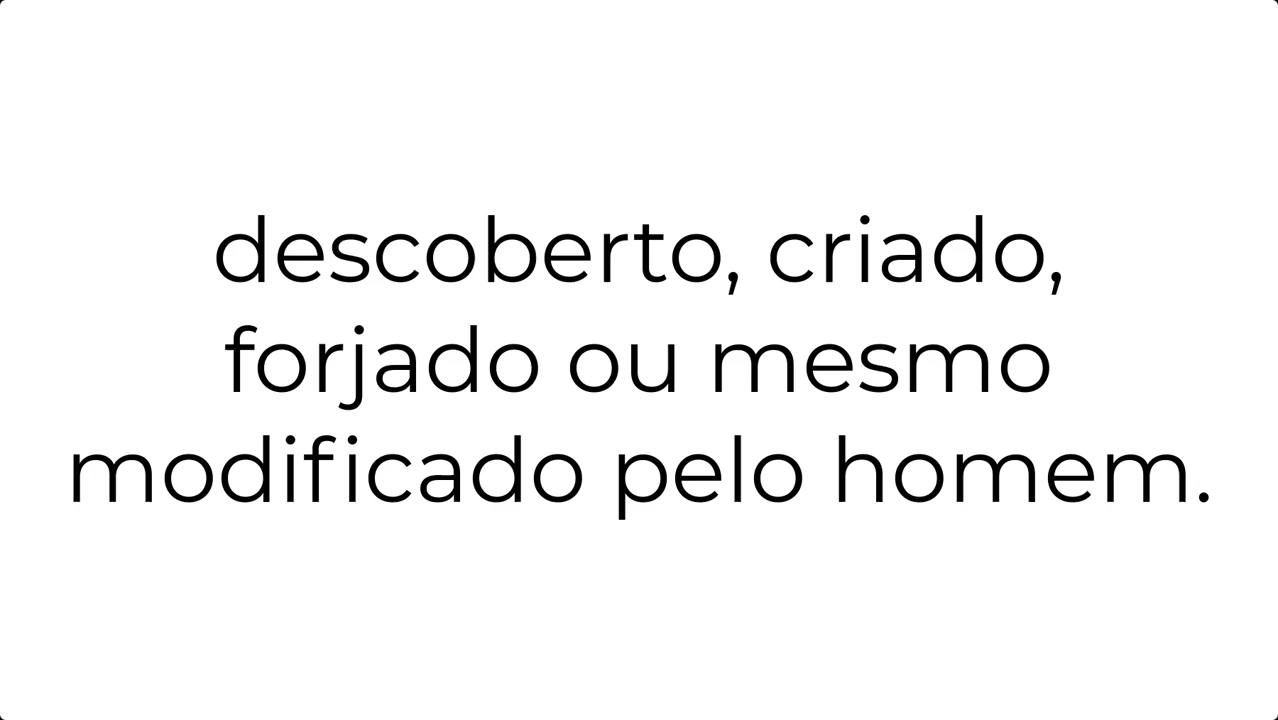 descoberto, criado,
forjado ou mesmo
modificado pelo homem.